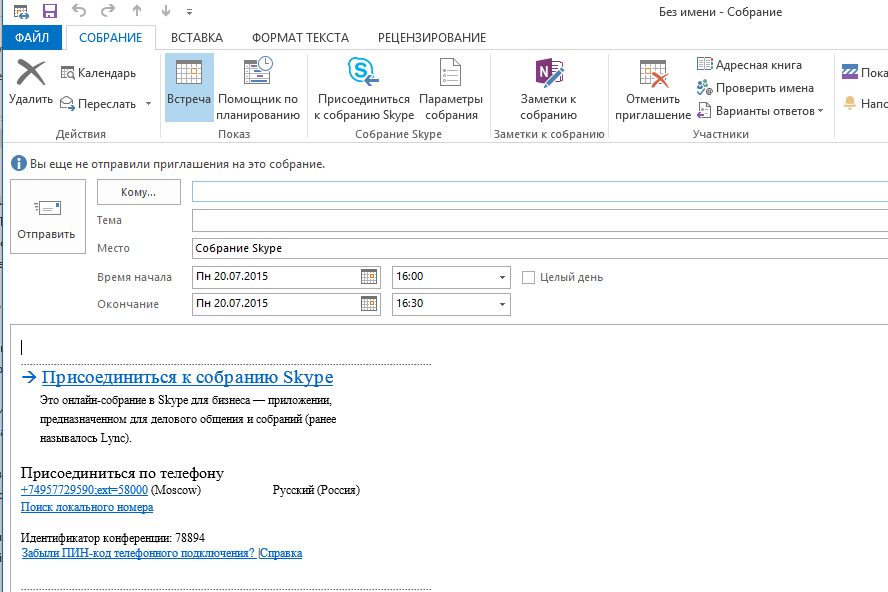 Без имени - Собрание
ФАЙЛ СОБРАНИЕ ВСТАВКА ФОРМАТ ТЕКСТА РЕЦЕНЗИРОВАНИЕ
Удалить
Календарь
Переслать
Действия
Встреча
Помощник по
планированию
Показ
Присоединиться
к собранию Skype
Параметры
собрания
Собрание Skype
Заметки к
собранию
Заметки к собранию
Отменить
приглашение
Адресная книга
Проверить имена
Варианты ответов
Участники
Вы еще не отправили приглашения на это собрание.
Отправить
Кому...
Тема
Место Собрание Skype
Время начала Пн 20.07.2015 16:00 Целый день
Окончание Пн 20.07.2015 16:30
Присоединиться к собранию Skype
Это онлайн-собрание в Skype для бизнеса — приложении,
предназначенном для делового общения и собраний (ранее
называлось Lync).
Присоединиться по телефону
+74957729590;ext=58000 (Moscow) Русский (Россия)
Поиск локального номера
Идентификатор конференции: 78894
Забыли ПИН-код телефонного подключения? |Справка